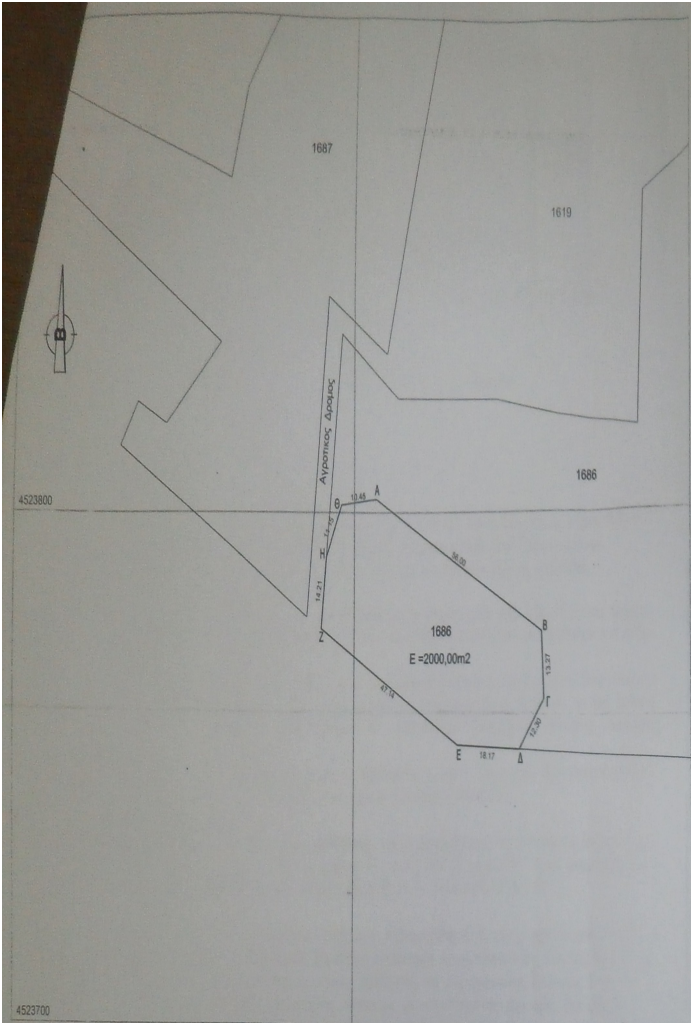 1687
1619
B
Αγροτικος Δρομος
1686
4523800
Θ
10.48
Α
Η
14.21
56.00
Ζ
1686
Ε =2000,00m2
Β
13.27
47.14
Γ
12.30
Ε
18.17
Δ
4523700